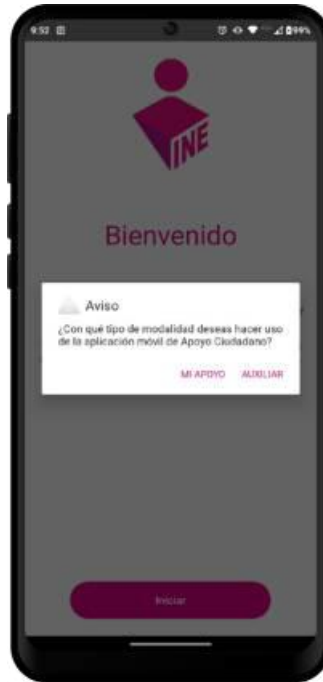 9:52
99%
INE
Bienvenido
Aviso
¿Con qué tipo de modalidad deseas hacer uso
de la aplicación móvil de Apoyo Ciudadano?
MI APOYO AUXILIAR
Iniciar